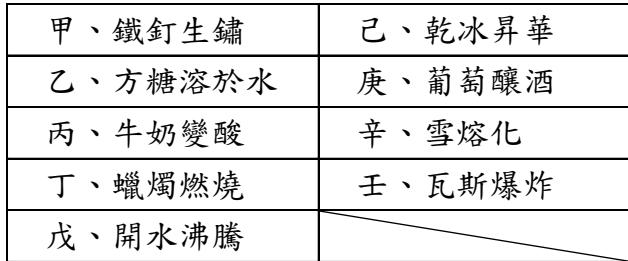 甲、鐵釘生鏽 己、乾冰昇華
乙、方糖溶於水 庚、葡萄釀酒
丙、牛奶變酸 辛、雪熔化
丁、蠟燭燃燒 壬、瓦斯爆炸
戊、開水沸騰